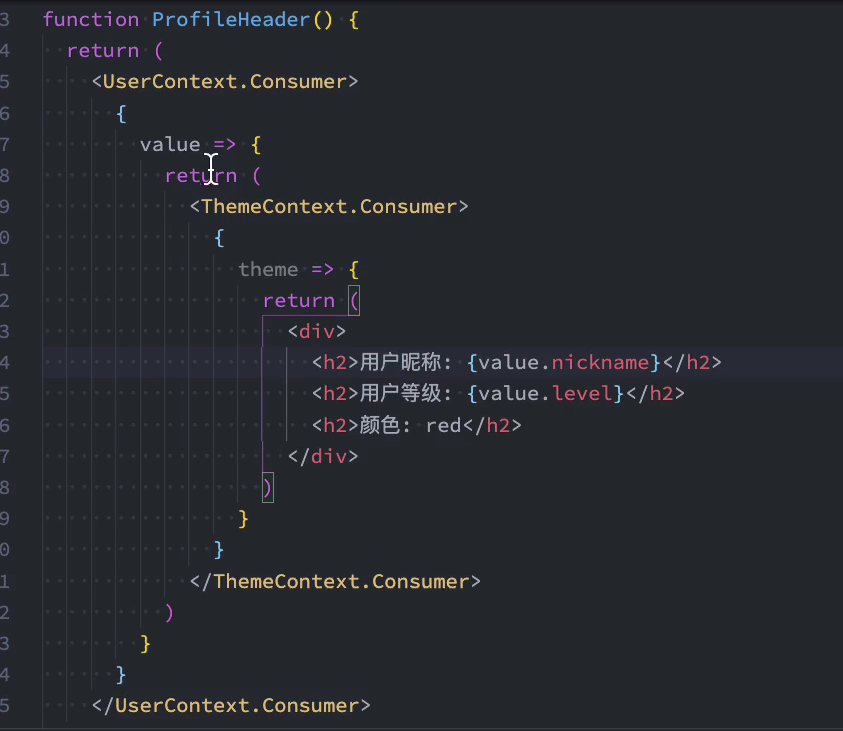 3 function ProfileHeader() {
4 return (
5 <UserContext.Consumer>
6 {
7 value => {
8 return (
9 <ThemeContext.Consumer>
0 {
1 theme => {
2 return (
3 <div>
4 <h2>用户昵称: {value.nickname}</h2>
5 <h2>用户等级: {value.level}</h2>
6 <h2>颜色: red</h2>
7 </div>
8 )
9 }
0 }
1 </ThemeContext.Consumer>
2 )
3 }
4 }
5 </UserContext.Consumer>